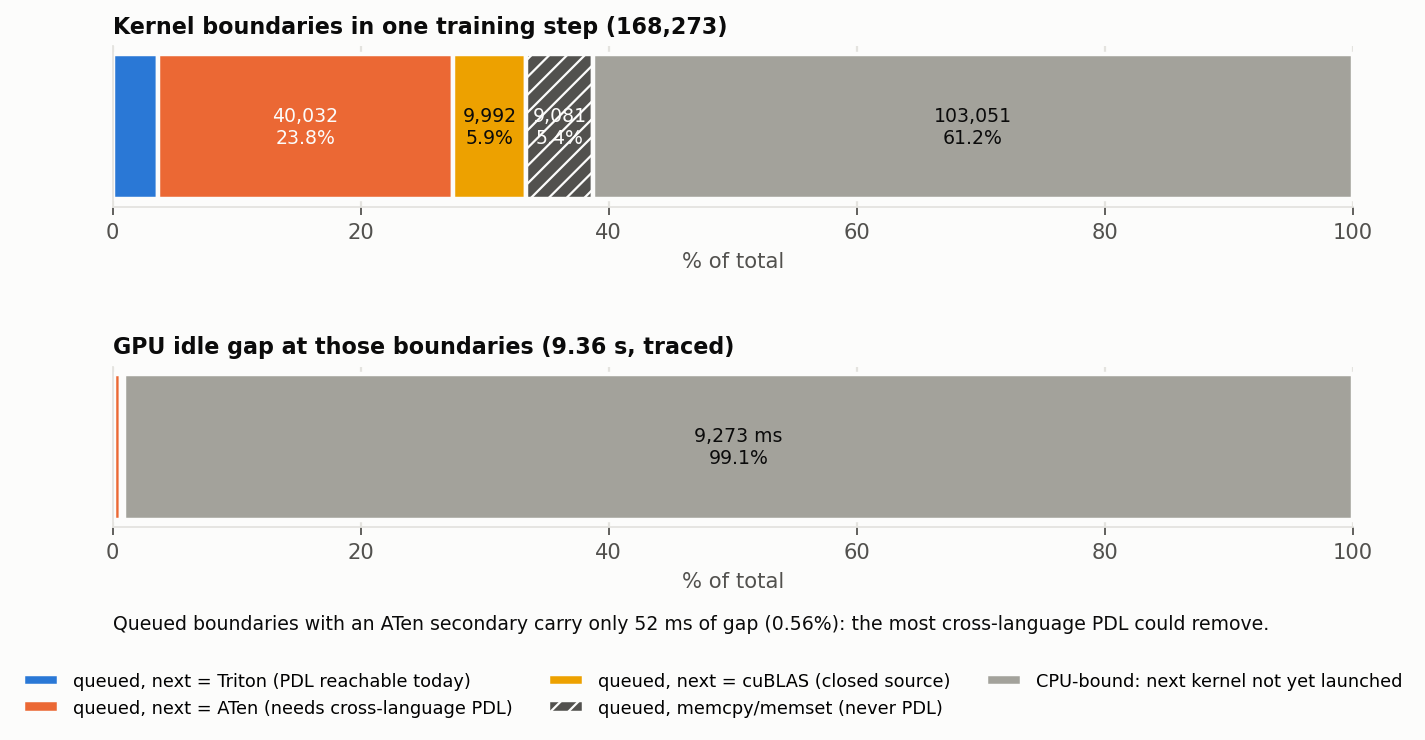 Kernel boundaries in one training step (168,273)
40,032
23.8%
9,992
5.9%
9,081
5.4%
103,051
61.2%
0 20 40 60 80 100
% of total
GPU idle gap at those boundaries (9.36 s, traced)
9,273 ms
99.1%
0 20 40 60 80 100
% of total
Queued boundaries with an ATen secondary carry only 52 ms of gap (0.56%): the most cross-language PDL could remove.
queued, next = Triton (PDL reachable today)
queued, next = ATen (needs cross-language PDL)
queued, next = cuBLAS (closed source)
queued, memcpy/memset (never PDL)
CPU-bound: next kernel not yet launched